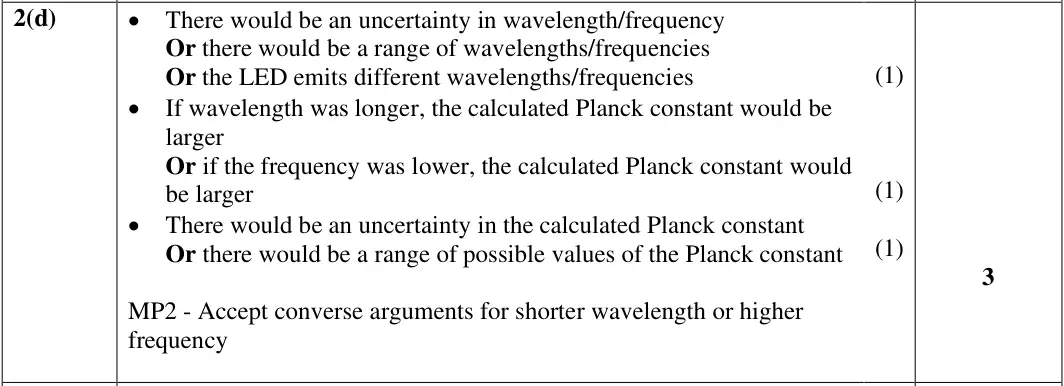 2(d)
• There would be an uncertainty in wavelength/frequency
Or there would be a range of wavelengths/frequencies
Or the LED emits different wavelengths/frequencies (1)
• If wavelength was longer, the calculated Planck constant would be
larger
Or if the frequency was lower, the calculated Planck constant would
be larger (1)
• There would be an uncertainty in the calculated Planck constant
Or there would be a range of possible values of the Planck constant (1)
3
MP2 - Accept converse arguments for shorter wavelength or higher
frequency